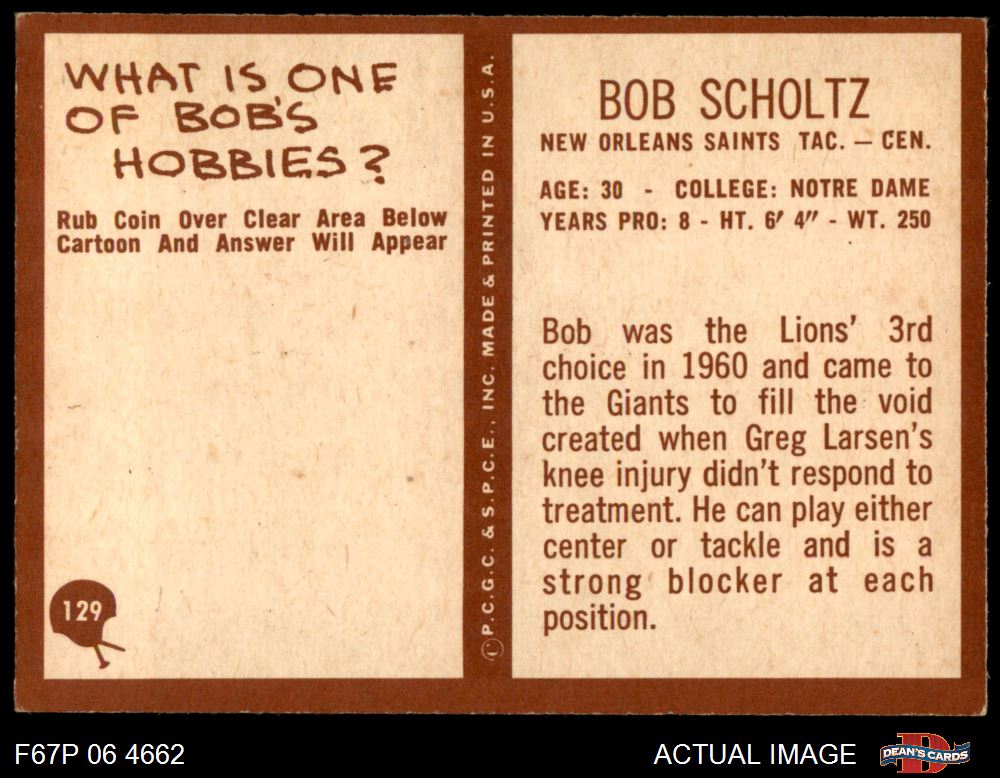 WHAT IS ONE
OF BOB'S
HOBBIES?
Rub Coin Over Clear Area Below
Cartoon And Answer Will Appear
129
© P.C.G.C. & S.P.C.E., INC. MADE & PRINTED IN U.S.A.
BOB SCHOLTZ
NEW ORLEANS SAINTS TAC. — CEN.
AGE: 30 - COLLEGE: NOTRE DAME
YEARS PRO: 8 - HT. 6′ 4″ - WT. 250
Bob was the Lions' 3rd
choice in 1960 and came to
the Giants to fill the void
created when Greg Larsen's
knee injury didn't respond to
treatment. He can play either
center or tackle and is a
strong blocker at each
position.
F67P 06 4662
ACTUAL IMAGE
D
DEAN'S CARDS